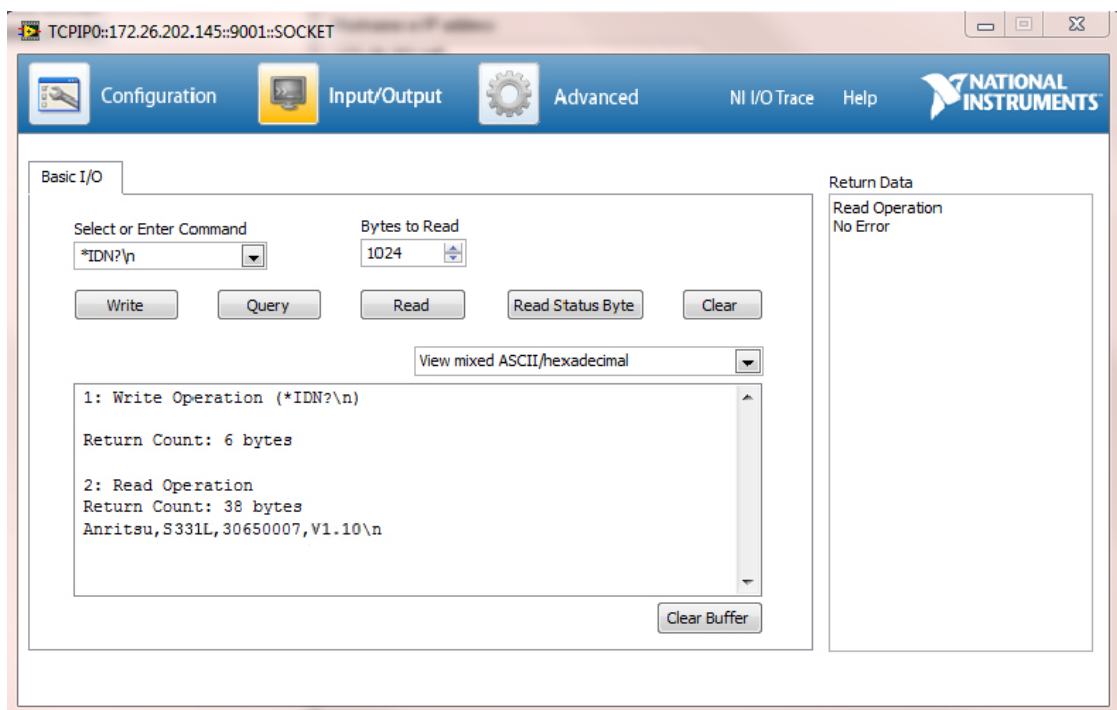 TCPIP0::172.26.202.145::9001::SOCKET
Configuration
Input/Output
Advanced
NI I/O Trace
Help
NATIONAL
INSTRUMENTS
Basic I/O
Select or Enter Command
*IDN?\n
Bytes to Read
1024
Write
Query
Read
Read Status Byte
Clear
View mixed ASCII/hexadecimal
1: Write Operation (*IDN?\n)
Return Count: 6 bytes
2: Read Operation
Return Count: 38 bytes
Anritsu,S331L,30650007,V1.10\n
Clear Buffer
Return Data
Read Operation
No Error